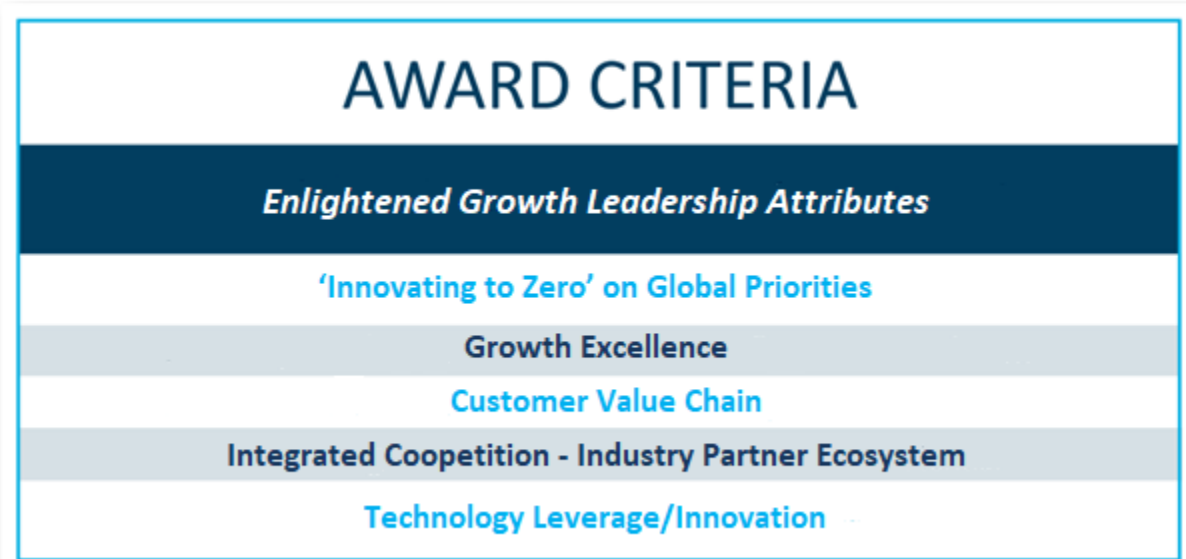 AWARD CRITERIA
Enlightened Growth Leadership Attributes
‘Innovating to Zero’ on Global Priorities
Growth Excellence
Customer Value Chain
Integrated Coopetition - Industry Partner Ecosystem
Technology Leverage/Innovation